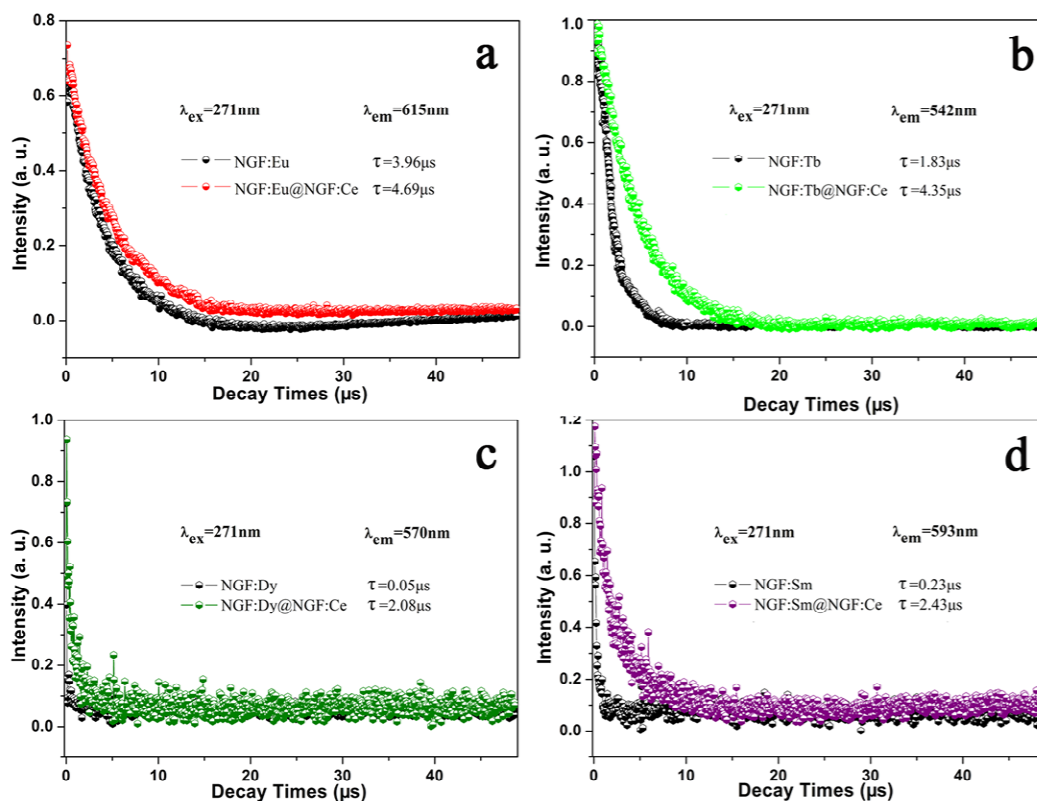 a
λex=271nm λem=615nm
NGF:Eu τ=3.96μs
NGF:Eu@NGF:Ce τ=4.69μs
Intensity (a. u.)
0.8
0.6
0.4
0.2
0.0
0 10 20 30 40
Decay Times (μs)
b
λex=271nm λem=542nm
NGF:Tb τ=1.83μs
NGF:Tb@NGF:Ce τ=4.35μs
Intensity (a. u.)
1.0
0.8
0.6
0.4
0.2
0.0
0 10 20 30 40
Decay Times (μs)
c
λex=271nm λem=570nm
NGF:Dy τ=0.05μs
NGF:Dy@NGF:Ce τ=2.08μs
Intensity (a. u.)
1.0
0.8
0.6
0.4
0.2
0.0
0 10 20 30 40
Decay Times (μs)
d
λex=271nm λem=593nm
NGF:Sm τ=0.23μs
NGF:Sm@NGF:Ce τ=2.43μs
Intensity (a. u.)
1.2
1.0
0.8
0.6
0.4
0.2
0.0
0 10 20 30 40
Decay Times (μs)